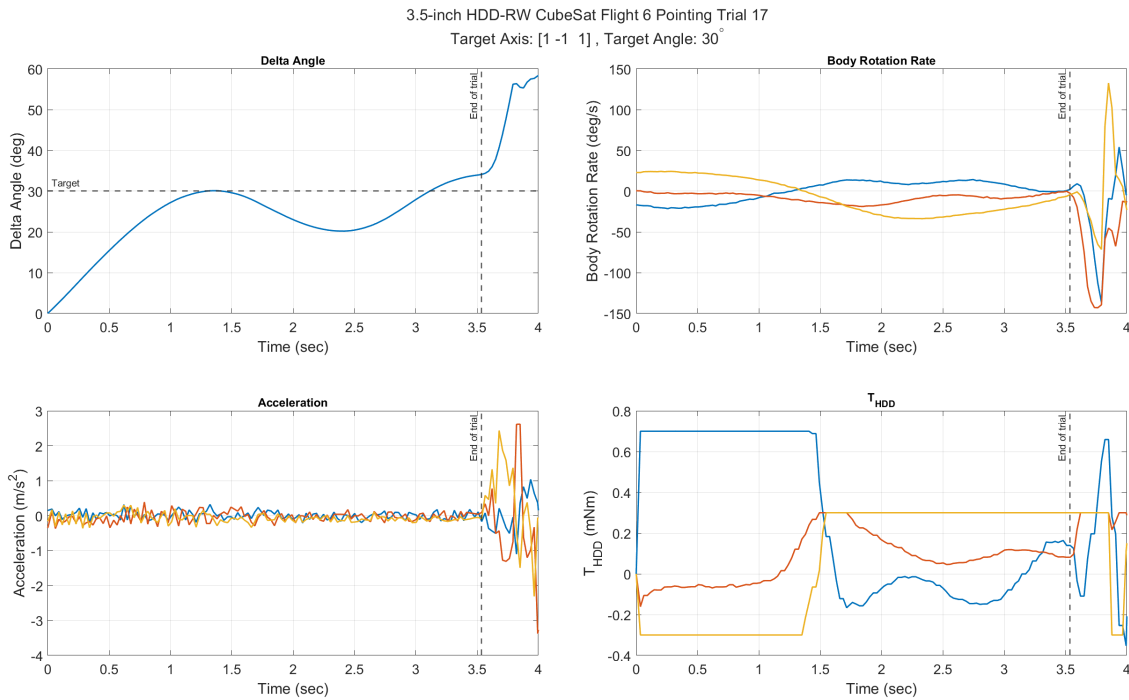 3.5-inch HDD-RW CubeSat Flight 6 Pointing Trial 17
Target Axis: [1 -1  1] , Target Angle: 30°
Delta Angle
60
50
40
30
20
10
0
Delta Angle (deg)
Target
End of trial
0 0.5 1 1.5 2 2.5 3 3.5 4
Time (sec)
Body Rotation Rate
150
100
50
0
-50
-100
-150
Body Rotation Rate (deg/s)
End of trial
0 0.5 1 1.5 2 2.5 3 3.5 4
Time (sec)
Acceleration
3
2
1
0
-1
-2
-3
-4
Acceleration (m/s²)
End of trial
0 0.5 1 1.5 2 2.5 3 3.5 4
Time (sec)
T_HDD
0.8
0.6
0.4
0.2
0
-0.2
-0.4
T_HDD (mNm)
End of trial
0 0.5 1 1.5 2 2.5 3 3.5 4
Time (sec)